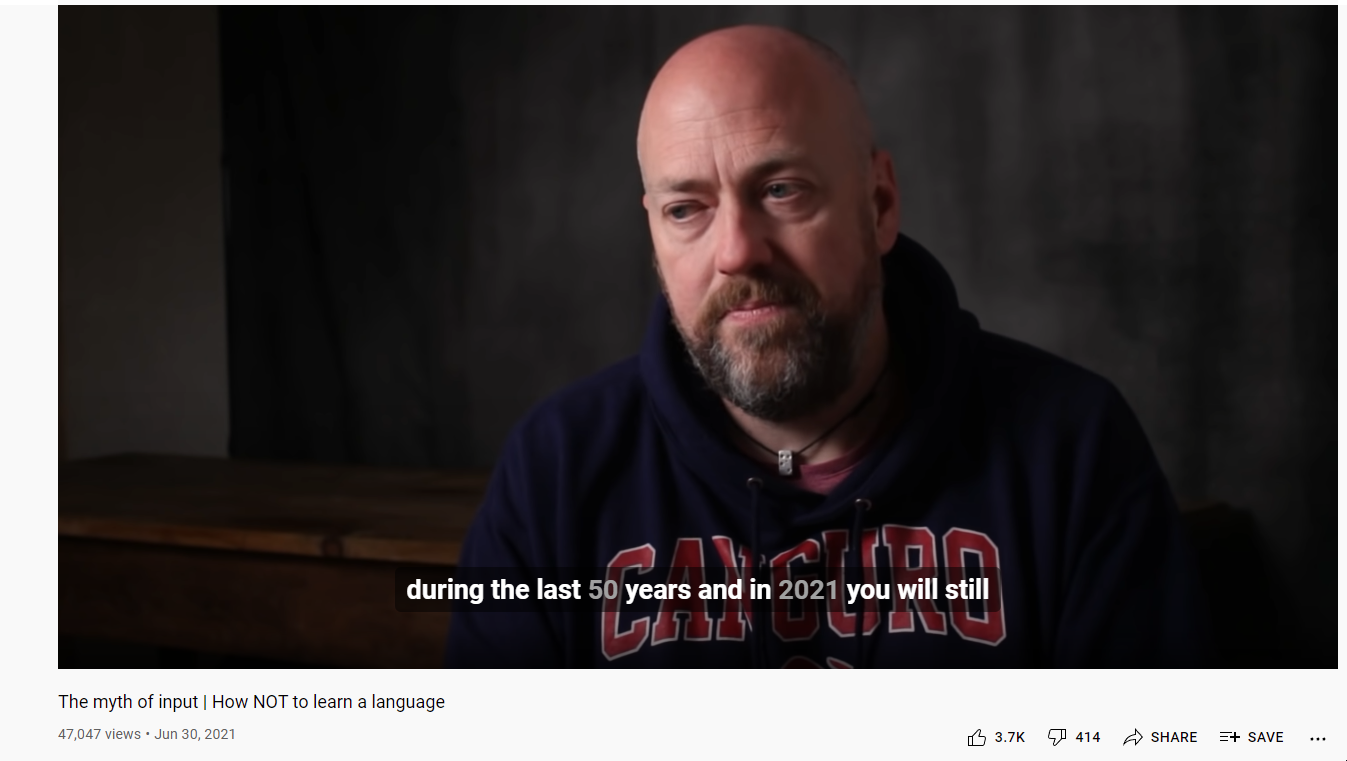 CANGURO
during the last 50 years and in 2021 you will still
The myth of input | How NOT to learn a language
47,047 views • Jun 30, 2021
3.7K 414 SHARE SAVE ...